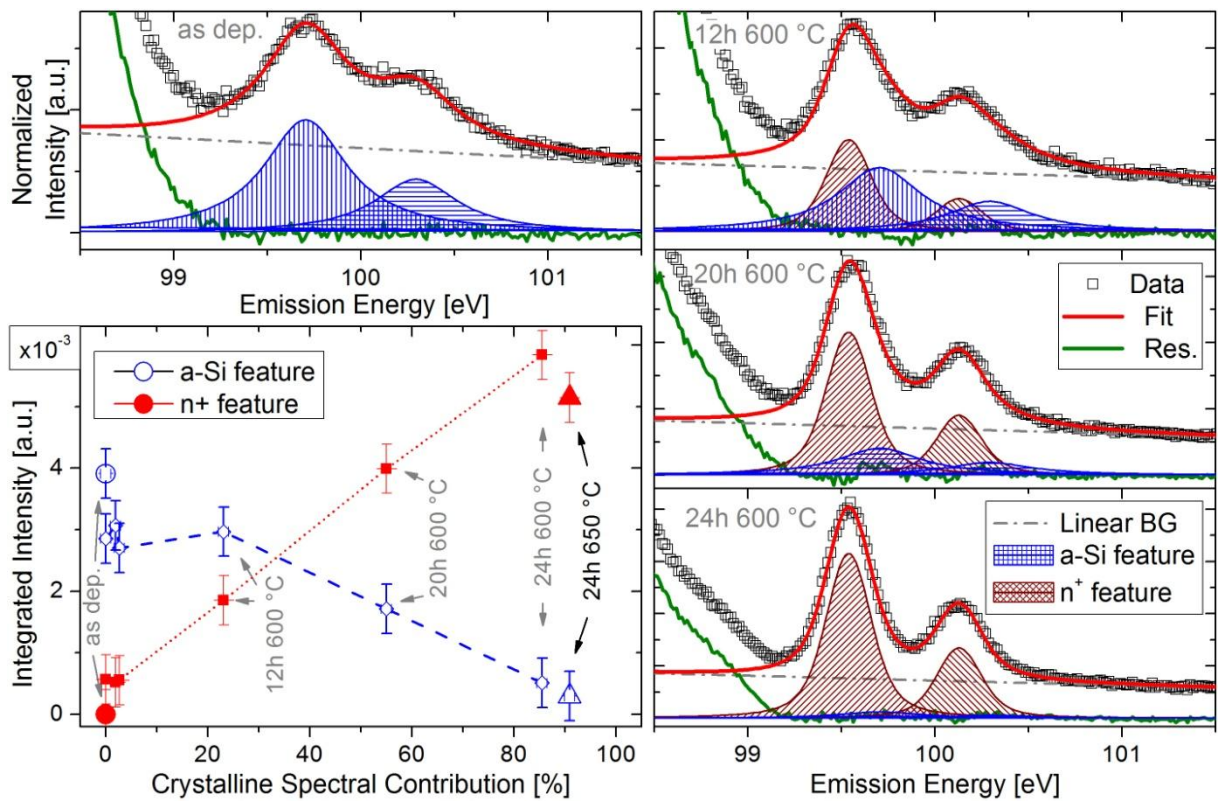 as dep.
Normalized
Intensity [a.u.]
99
100
101
Emission Energy [eV]
x10⁻³
a-Si feature
n+ feature
Integrated Intensity [a.u.]
4
2
0
as dep.
12h 600 °C
20h 600 °C
24h 600 °C
24h 650 °C
0
20
40
60
80
100
Crystalline Spectral Contribution [%]
12h 600 °C
20h 600 °C
Data
Fit
Res.
24h 600 °C
Linear BG
a-Si feature
n⁺ feature
99
100
101
Emission Energy [eV]